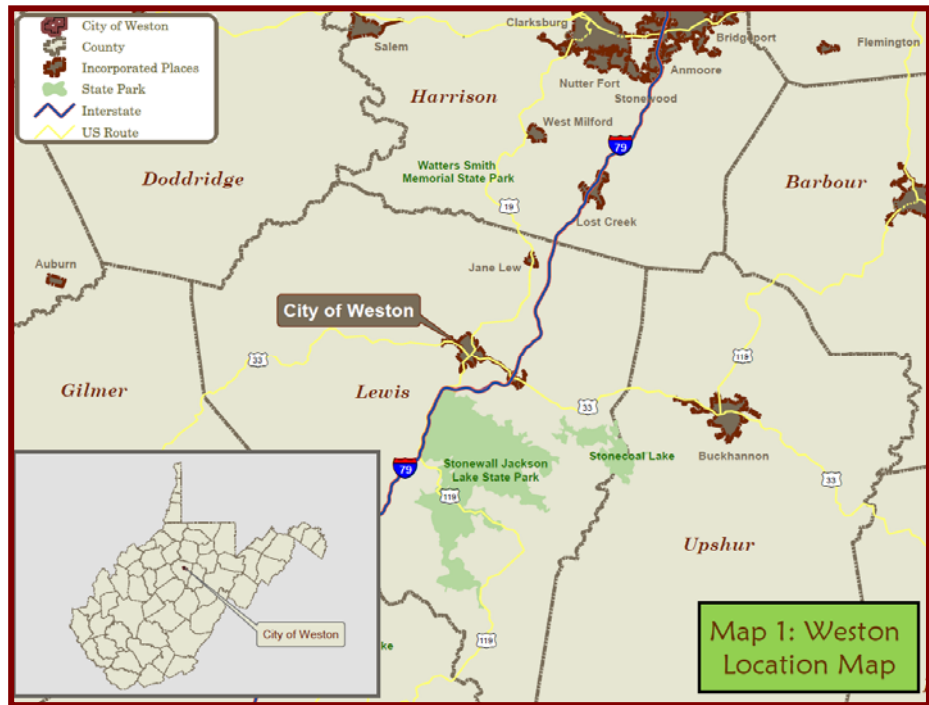 City of Weston
County
Incorporated Places
State Park
Interstate
US Route
Clarksburg
Bridgeport
Salem
Flemington
Nutter Fort
Anmoore
Stonewood
Harrison
West Milford
79
Watters Smith
Memorial State Park
Doddridge
Barbour
19
Lost Creek
Auburn
Jane Lew
City of Weston
33
119
Gilmer
Lewis
33
Buckhannon
Stonecoal Lake
79
Stonewall Jackson
Lake State Park
119
33
Upshur
City of Weston
119
ke
Map 1: Weston
Location Map